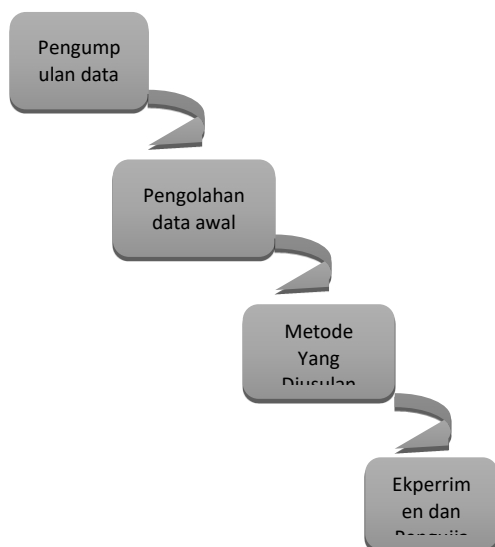 Pengump
ulan data
Pengolahan
data awal
Metode
Yang
Diusulan
Ekperrim
en dan